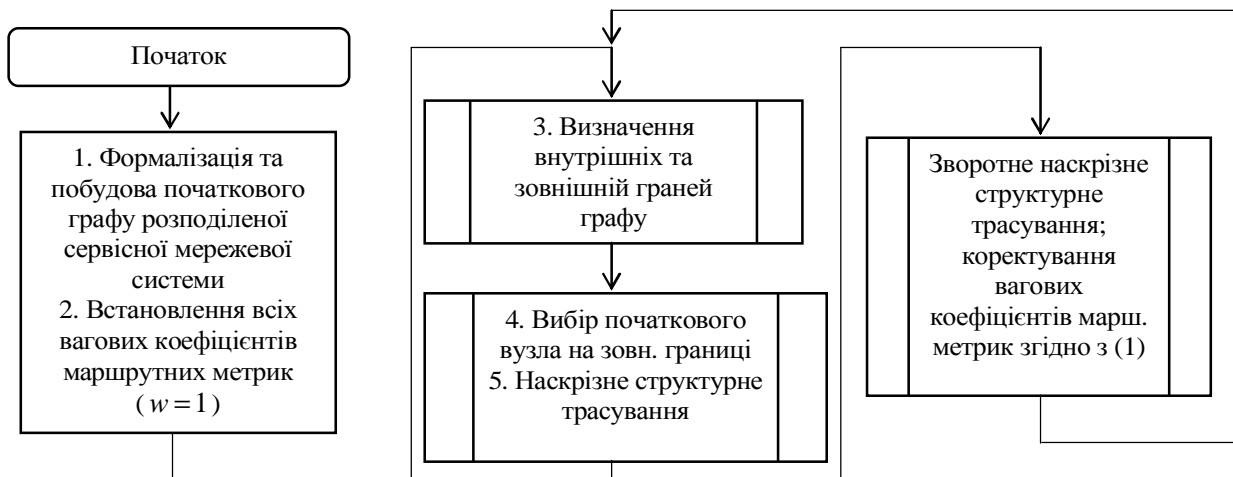 Початок
1. Формалізація та
побудова початкового
графу розподіленої
сервісної мережевої
системи
2. Встановлення всіх
вагових коефіцієнтів
маршрутних метрик
( w = 1 )
3. Визначення
внутрішніх та
зовнішній граней
графу
4. Вибір початкового
вузла на зовн. границі
5. Наскрізне структурне
трасування
Зворотне наскрізне
структурне
трасування;
коректування
вагових
коефіцієнтів марш.
метрик згідно з (1)